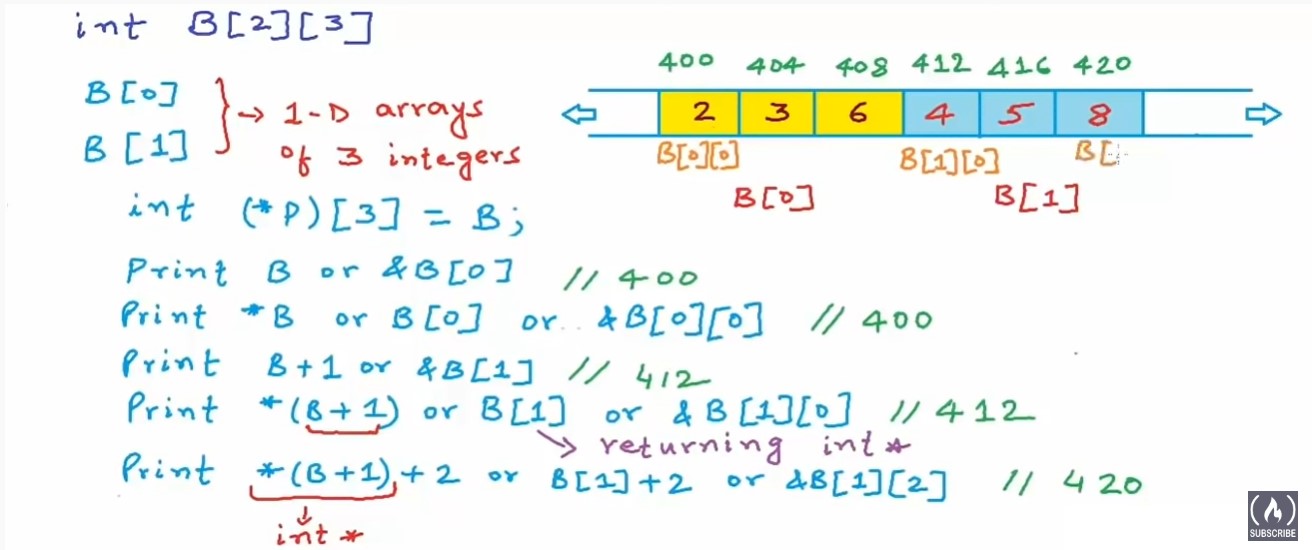 int B[2][3]
B[0]
B[1]
→ 1-D arrays
of 3 integers
400 404 408 412 416 420
2 3 6 4 5 8
B[0][0] B[1][0] B[
B[0] B[1]
int (*P)[3] = B;
Print B or &B[0] // 400
Print *B or B[0] or &B[0][0] // 400
Print B+1 or &B[1] // 412
Print *(B+1) or B[1] or &B[1][0] // 412
returning int *
Print *(B+1)+2 or B[1]+2 or &B[1][2] // 420
int *
SUBSCRIBE